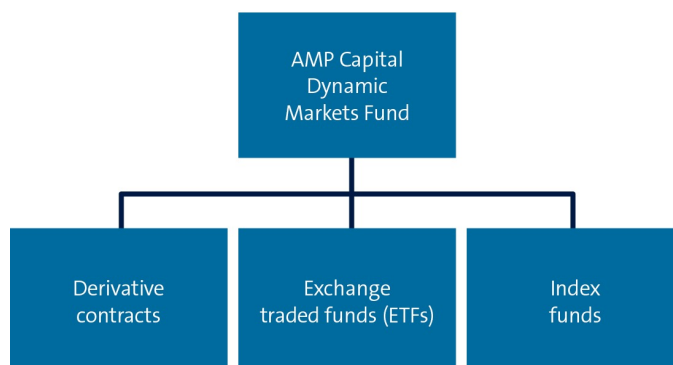 AMP Capital
Dynamic
Markets Fund
Derivative
contracts
Exchange
traded funds (ETFs)
Index
funds